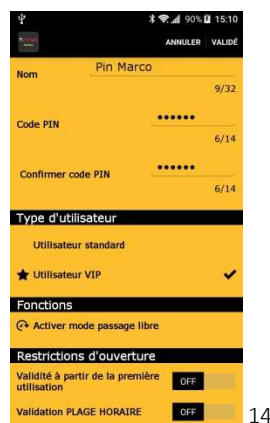 90% 15:10
ANNULER VALIDÉ
Nom Pin Marco
9/32
Code PIN ••••••
6/14
Confirmer code PIN ••••••
6/14
Type d'utilisateur
Utilisateur standard
Utilisateur VIP
Fonctions
Activer mode passage libre
Restrictions d'ouverture
Validité à partir de la première
utilisation OFF
Validation PLAGE HORAIRE OFF
14